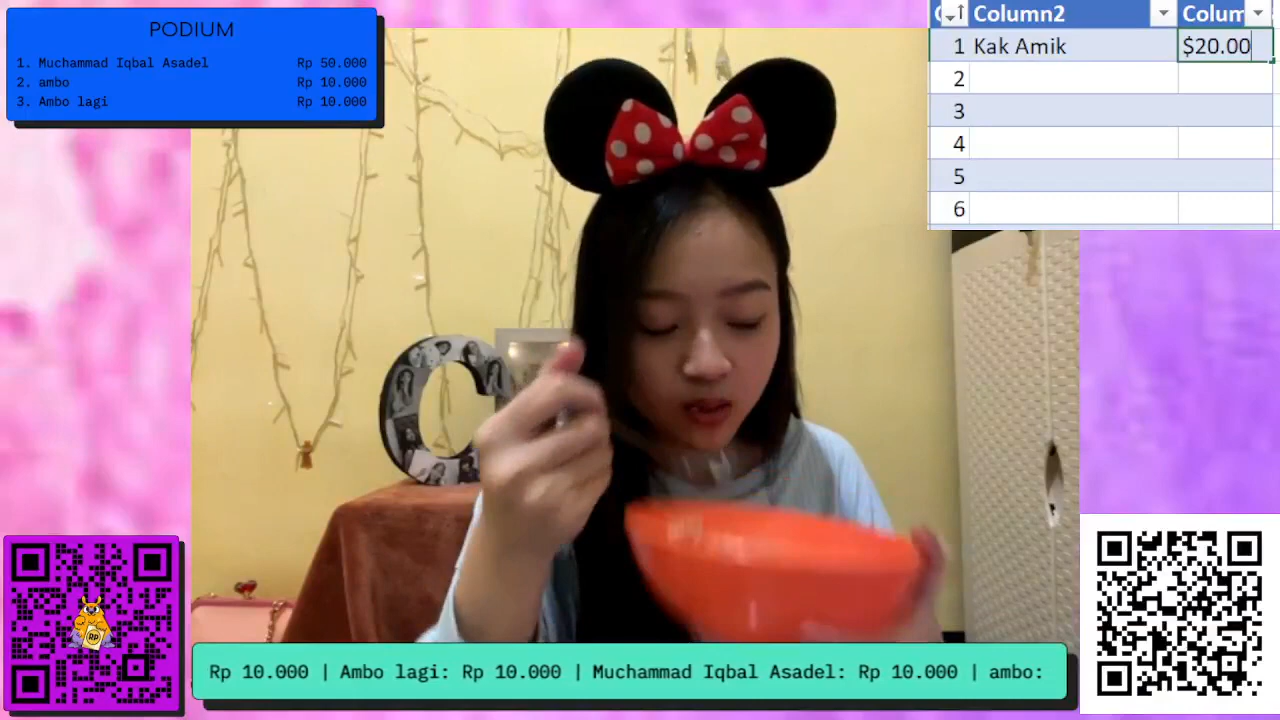 PODIUM
1. Muchammad Iqbal Asadel Rp 50.000
2. ambo Rp 10.000
3. Ambo lagi Rp 10.000
Column2 Colum
1 Kak Amik $20.00
2
3
4
5
6
C
RP
Rp 10.000 | Ambo lagi: Rp 10.000 | Muchammad Iqbal Asadel: Rp 10.000 | ambo: